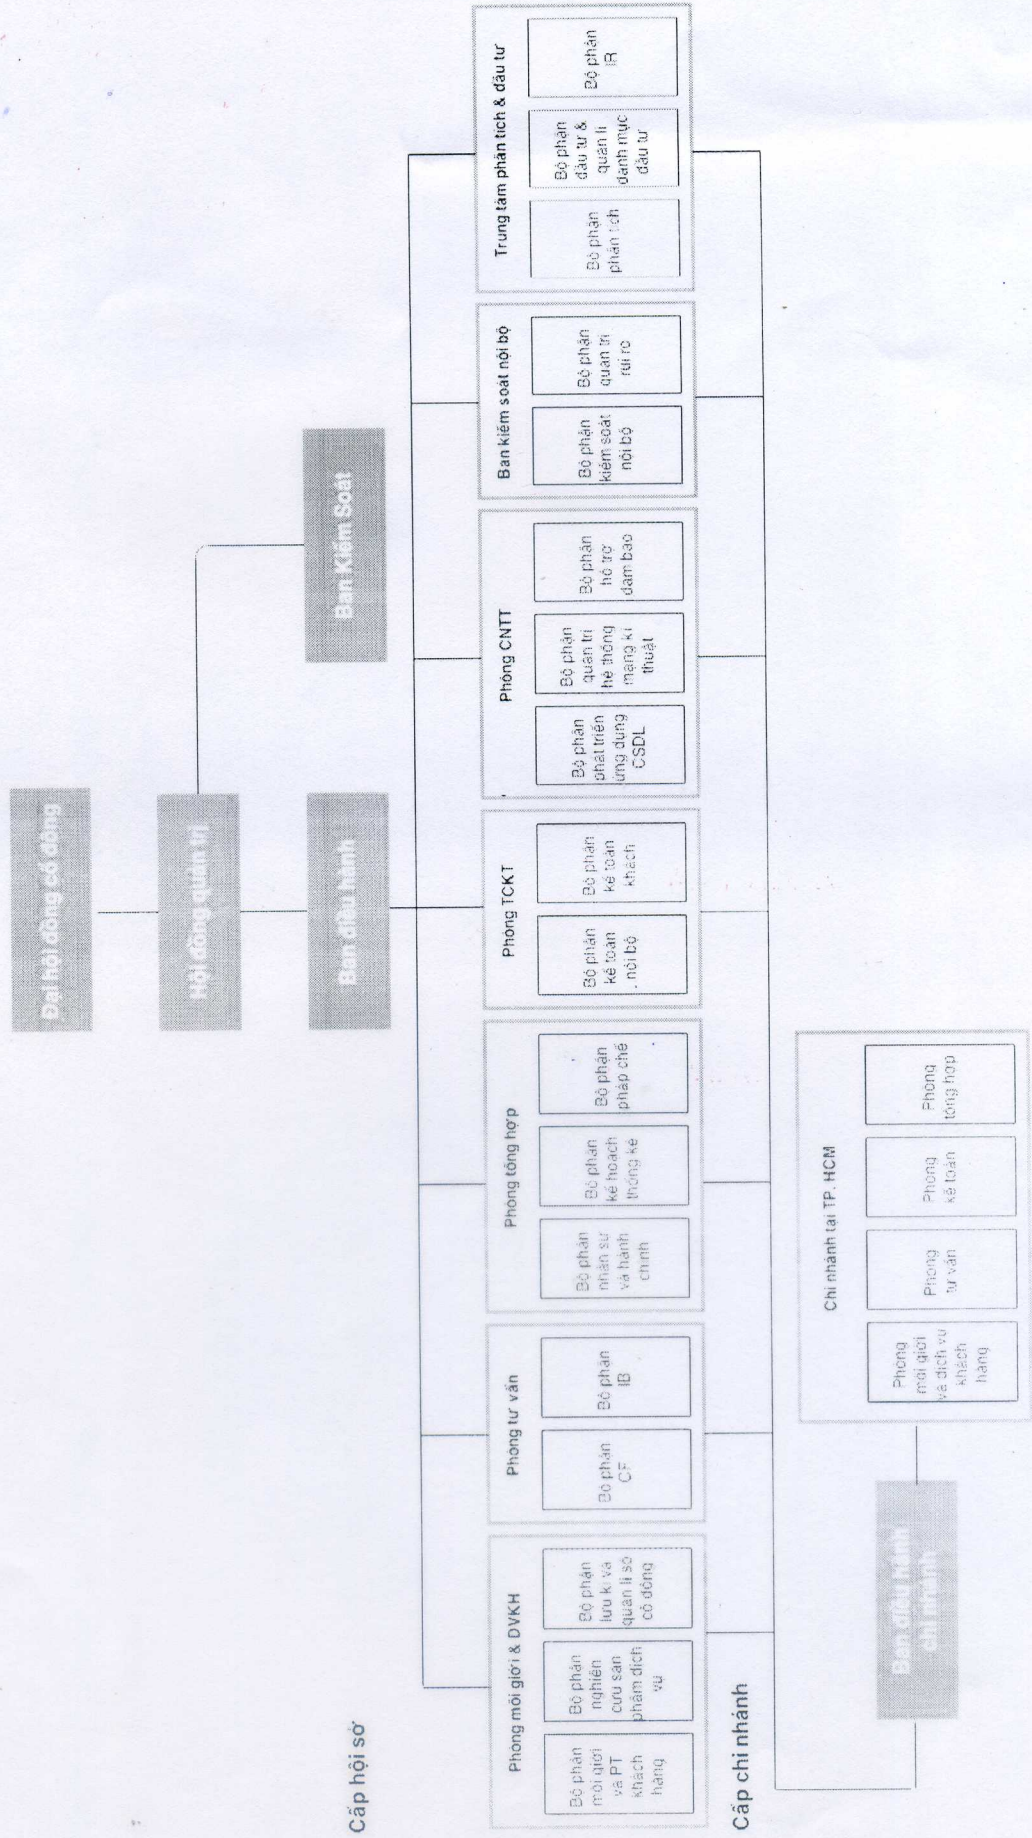 Đại hội đồng cổ đông
Hội đồng quản trị
Ban điều hành
Ban Kiểm Soát
Cấp hội sở
Phòng môi giới & DVKH
Bộ phận
môi giới
và PT
khách
hàng
Bộ phận
nghiên
cứu sản
phẩm dịch
vụ
Bộ phận
lưu kí và
quản lí sổ
cổ đông
Phòng tư vấn
Bộ phận
CF
Bộ phận
IB
Phòng tổng hợp
Bộ phận
nhân sự
và hành
chính
Bộ phận
kế hoạch
thống kê
Bộ phận
pháp chế
Phòng TCKT
Bộ phận
kế toán
nội bộ
Bộ phận
kế toán
khách
Phòng CNTT
Bộ phận
phát triển
ứng dụng
CSDL
Bộ phận
quản trị
hệ thống
mạng kĩ
thuật
Bộ phận
hỗ trợ
đảm bảo
Ban kiểm soát nội bộ
Bộ phận
kiểm soát
nội bộ
Bộ phận
quản trị
rủi ro
Trung tâm phân tích & đầu tư
Bộ phận
phân tích
Bộ phận
đầu tư &
quản lí
danh mục
đầu tư
Bộ phận
IR
Cấp chi nhánh
Ban điều hành
chi nhánh
Chi nhánh tại TP. HCM
Phòng
môi giới
và dịch vụ
khách
hàng
Phòng
tư vấn
Phòng
kế toán
Phòng
tổng hợp